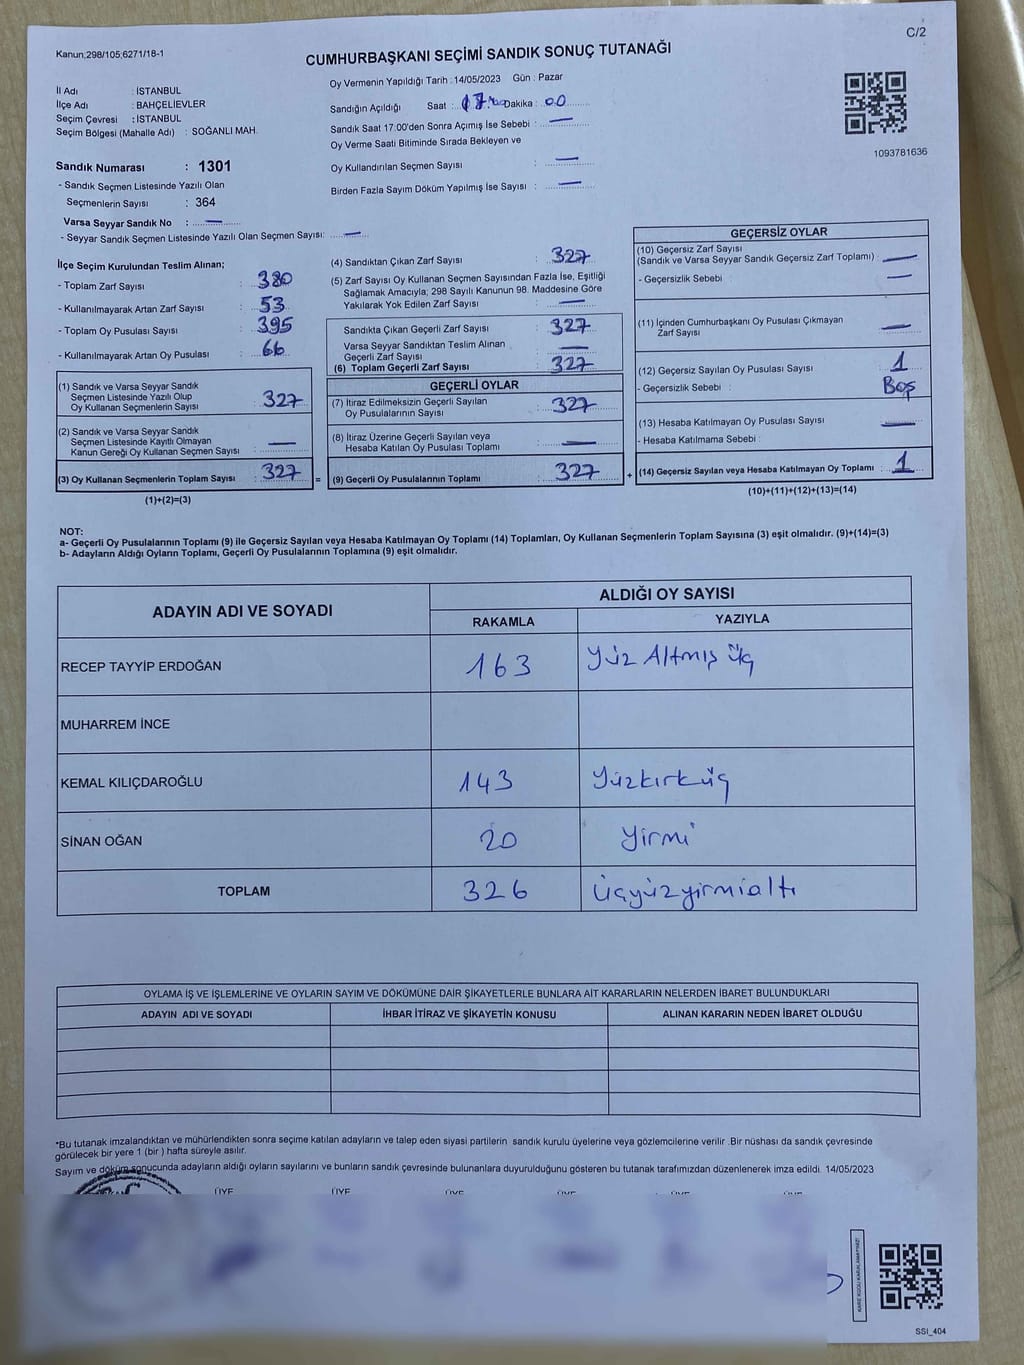 C/2
Kanun;298/105;6271/18-1
CUMHURBAŞKANI SEÇİMİ SANDIK SONUÇ TUTANAĞI
İl Adı : İSTANBUL
İlçe Adı : BAHÇELİEVLER
Seçim Çevresi : İSTANBUL
Seçim Bölgesi (Mahalle Adı) : SOĞANLI MAH.
Sandık Numarası : 1301
- Sandık Seçmen Listesinde Yazılı Olan
Seçmenlerin Sayısı : 364
Varsa Seyyar Sandık No : —
- Seyyar Sandık Seçmen Listesinde Yazılı Olan Seçmen Sayısı: —
Oy Vermenin Yapıldığı Tarih : 14/05/2023 Gün : Pazar
Sandığın Açıldığı Saat : 17:00 Dakika : 00
Sandık Saat 17:00'den Sonra Açımış İse Sebebi : —
Oy Verme Saati Bitiminde Sırada Bekleyen ve
Oy Kullandırılan Seçmen Sayısı : —
Birden Fazla Sayım Döküm Yapılmış İse Sayısı : —
1093781636
İlçe Seçim Kurulundan Teslim Alınan;
- Toplam Zarf Sayısı : 380
- Kullanılmayarak Artan Zarf Sayısı : 53
- Toplam Oy Pusulası Sayısı : 395
- Kullanılmayarak Artan Oy Pusulası : 66
(1) Sandık ve Varsa Seyyar Sandık
Seçmen Listesinde Yazılı Olup
Oy Kullanan Seçmenlerin Sayısı : 327
(2) Sandık ve Varsa Seyyar Sandık
Seçmen Listesinde Kayıtlı Olmayan
Kanun Gereği Oy Kullanan Seçmen Sayısı : —
(3) Oy Kullanan Seçmenlerin Toplam Sayısı : 327 =
(1)+(2)=(3)
(4) Sandıktan Çıkan Zarf Sayısı : 327
(5) Zarf Sayısı Oy Kullanan Seçmen Sayısından Fazla İse, Eşitliği
Sağlamak Amacıyla; 298 Sayılı Kanunun 98. Maddesine Göre
Yakılarak Yok Edilen Zarf Sayısı : —
Sandıkta Çıkan Geçerli Zarf Sayısı : 327
Varsa Seyyar Sandıktan Teslim Alınan
Geçerli Zarf Sayısı : —
(6) Toplam Geçerli Zarf Sayısı : 327
GEÇERLİ OYLAR
(7) İtiraz Edilmeksizin Geçerli Sayılan
Oy Pusulalarının Sayısı : 327
(8) İtiraz Üzerine Geçerli Sayılan veya
Hesaba Katılan Oy Pusulası Toplamı : —
(9) Geçerli Oy Pusulalarının Toplamı : 327 +
GEÇERSİZ OYLAR
(10) Geçersiz Zarf Sayısı
(Sandık ve Varsa Seyyar Sandık Geçersiz Zarf Toplamı) : —
- Geçersizlik Sebebi : —
(11) İçinden Cumhurbaşkanı Oy Pusulası Çıkmayan
Zarf Sayısı : —
(12) Geçersiz Sayılan Oy Pusulası Sayısı : 1
- Geçersizlik Sebebi : Boş
(13) Hesaba Katılmayan Oy Pusulası Sayısı : —
- Hesaba Katılmama Sebebi :
(14) Geçersiz Sayılan veya Hesaba Katılmayan Oy Toplamı : 1
(10)+(11)+(12)+(13)=(14)
NOT:
a- Geçerli Oy Pusulalarının Toplamı (9) ile Geçersiz Sayılan veya Hesaba Katılmayan Oy Toplamı (14) Toplamları, Oy Kullanan Seçmenlerin Toplam Sayısına (3) eşit olmalıdır. (9)+(14)=(3)
b- Adayların Aldığı Oyların Toplamı, Geçerli Oy Pusulalarının Toplamına (9) eşit olmalıdır.
ADAYIN ADI VE SOYADI ALDIĞI OY SAYISI
RAKAMLA YAZIYLA
RECEP TAYYİP ERDOĞAN 163 Yüz Altmış üç
MUHARREM İNCE
KEMAL KILIÇDAROĞLU 143 Yüzkırküç
SİNAN OĞAN 20 Yirmi
TOPLAM 326 Üçyüzyirmialtı
OYLAMA İŞ VE İŞLEMLERİNE VE OYLARIN SAYIM VE DÖKÜMÜNE DAİR ŞİKAYETLERLE BUNLARA AİT KARARLARIN NELERDEN İBARET BULUNDUKLARI
ADAYIN ADI VE SOYADI İHBAR İTİRAZ VE ŞİKAYETİN KONUSU ALINAN KARARIN NEDEN İBARET OLDUĞU
*Bu tutanak imzalandıktan ve mühürlendikten sonra seçime katılan adayların ve talep eden siyasi partilerin sandık kurulu üyelerine veya gözlemcilerine verilir .Bir nüshası da sandık çevresinde
görülecek bir yere 1 (bir ) hafta süreyle asılır.
Sayım ve döküm sonucunda adayların aldığı oyların sayılarını ve bunların sandık çevresinde bulunanlara duyurulduğunu gösteren bu tutanak tarafımızdan düzenlenerek imza edildi. 14/05/2023
ÜYE ÜYE ÜYE ÜYE ÜYE ÜYE
SSI_404